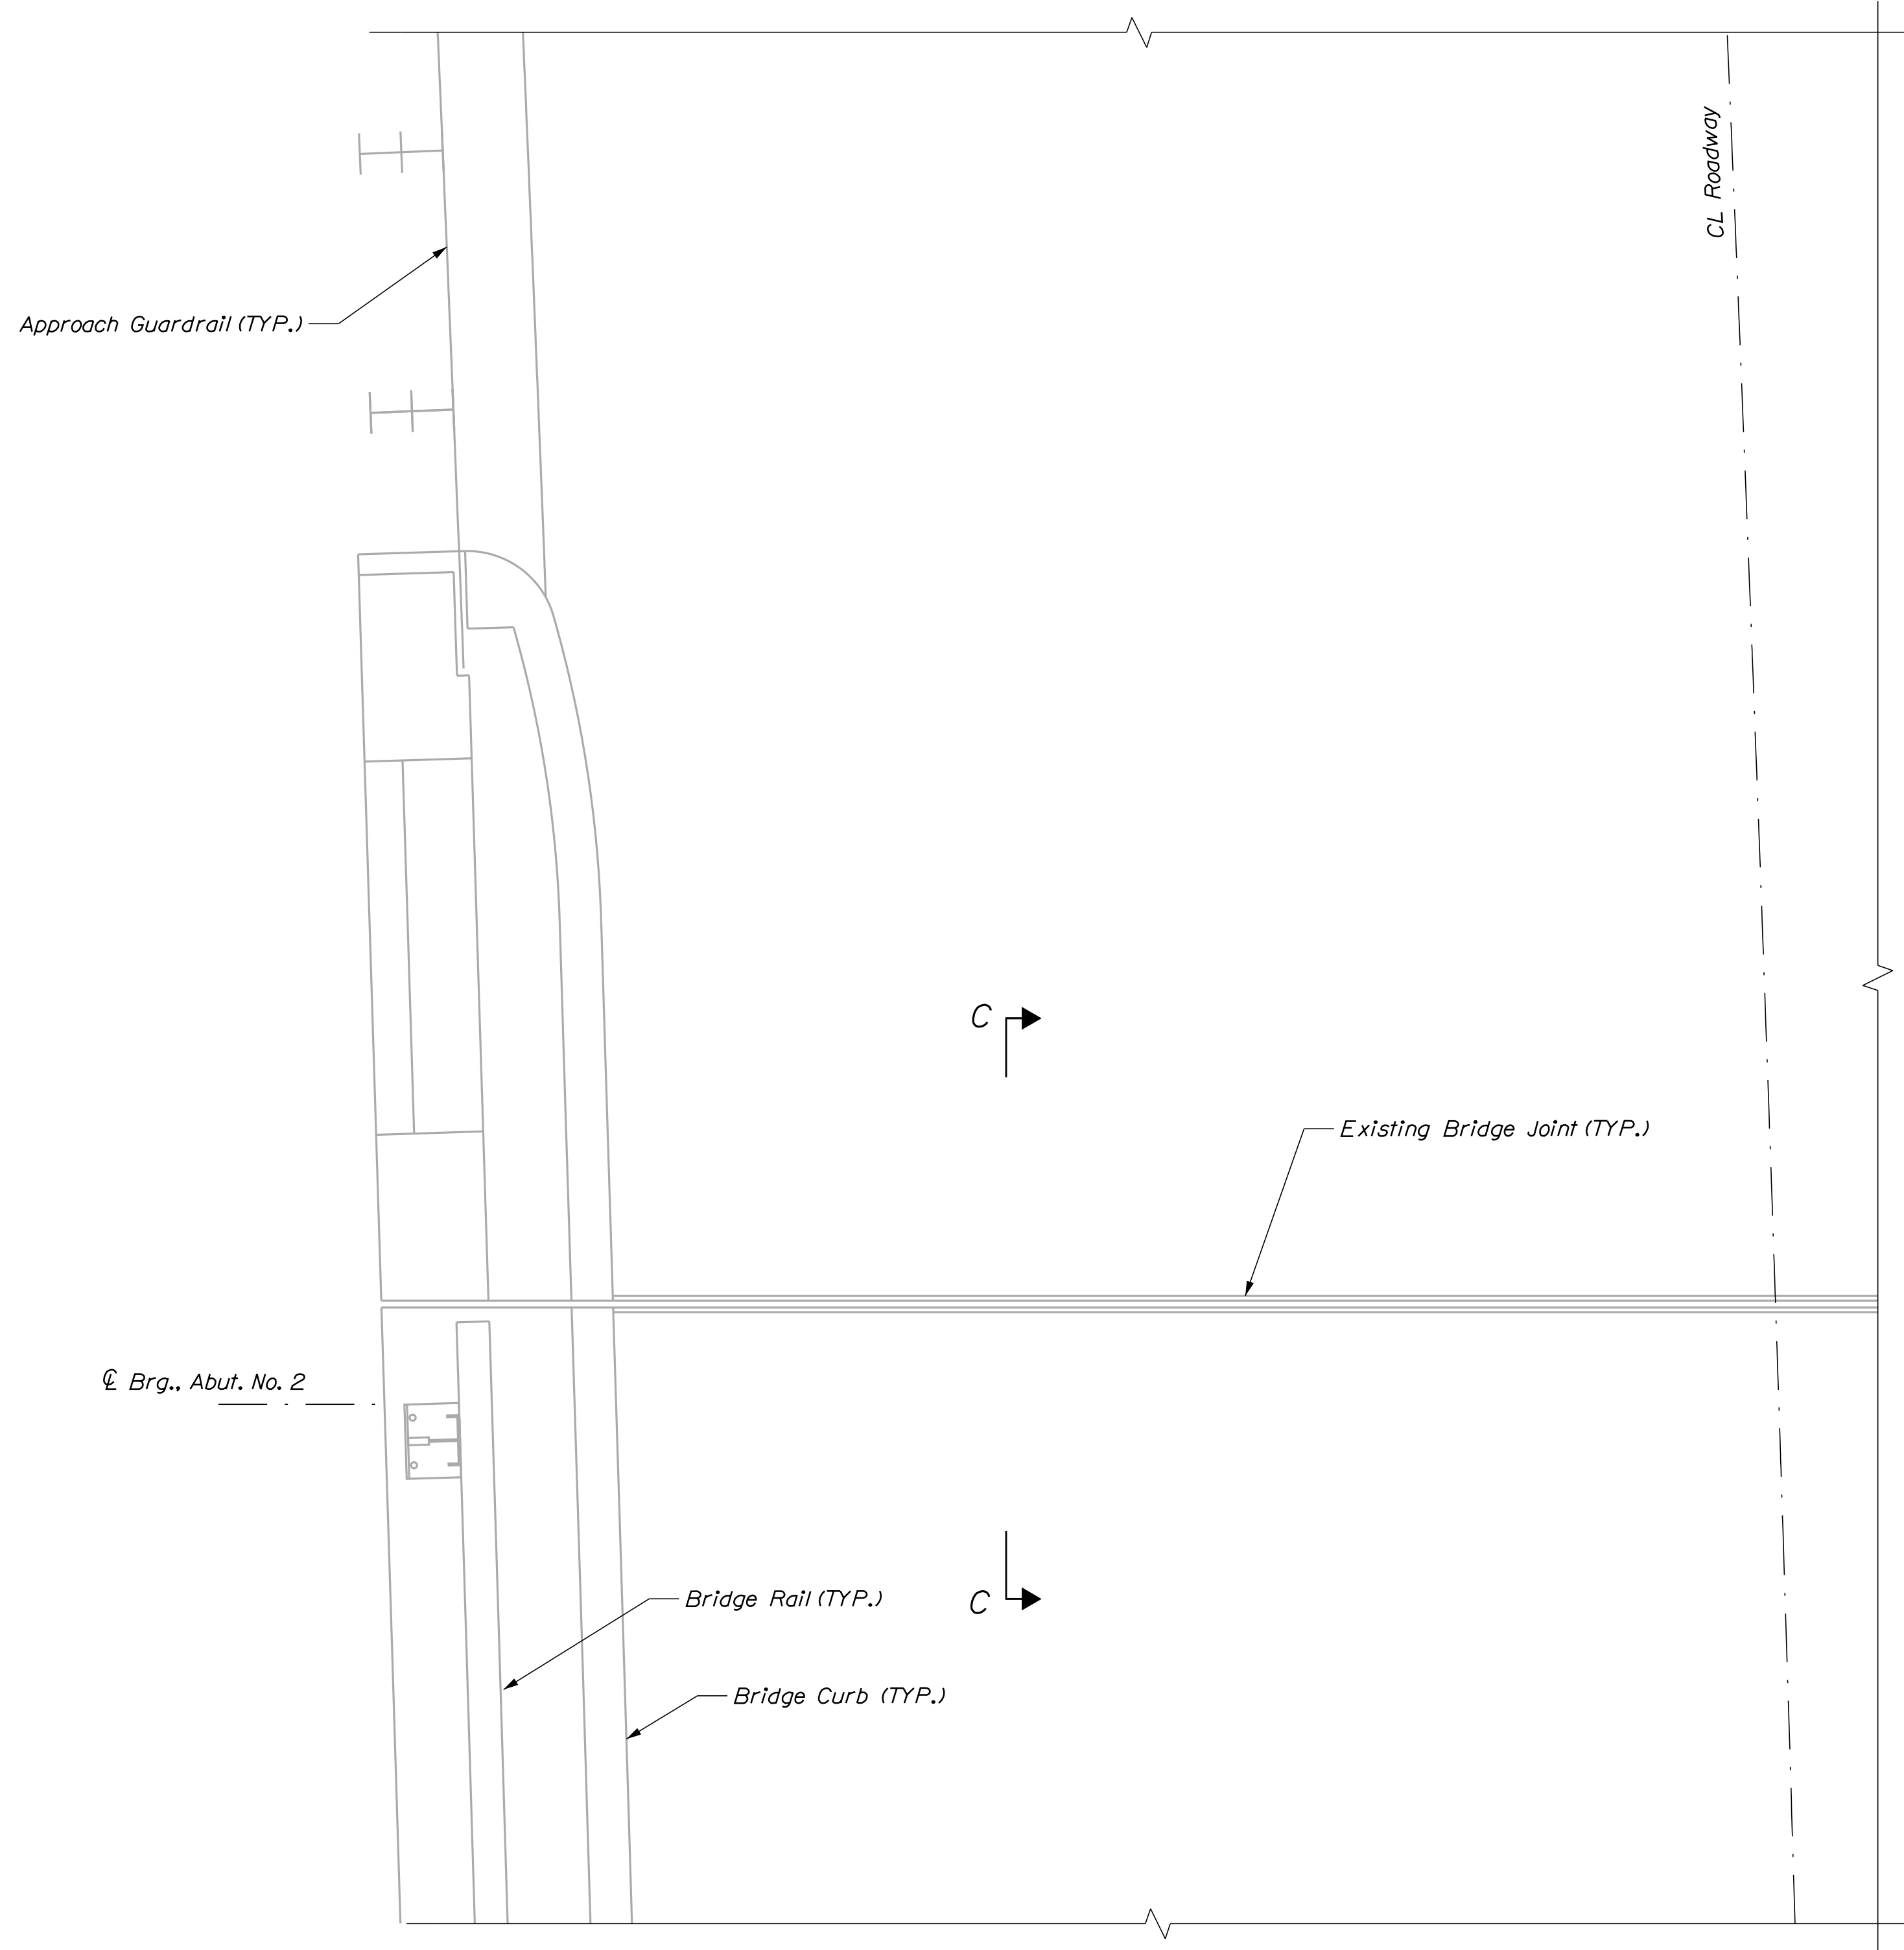 CL Roadway
Approach Guardrail (TYP.)
C
Existing Bridge Joint (TYP.)
℄ Brg., Abut. No. 2
Bridge Rail (TYP.)
C
Bridge Curb (TYP.)